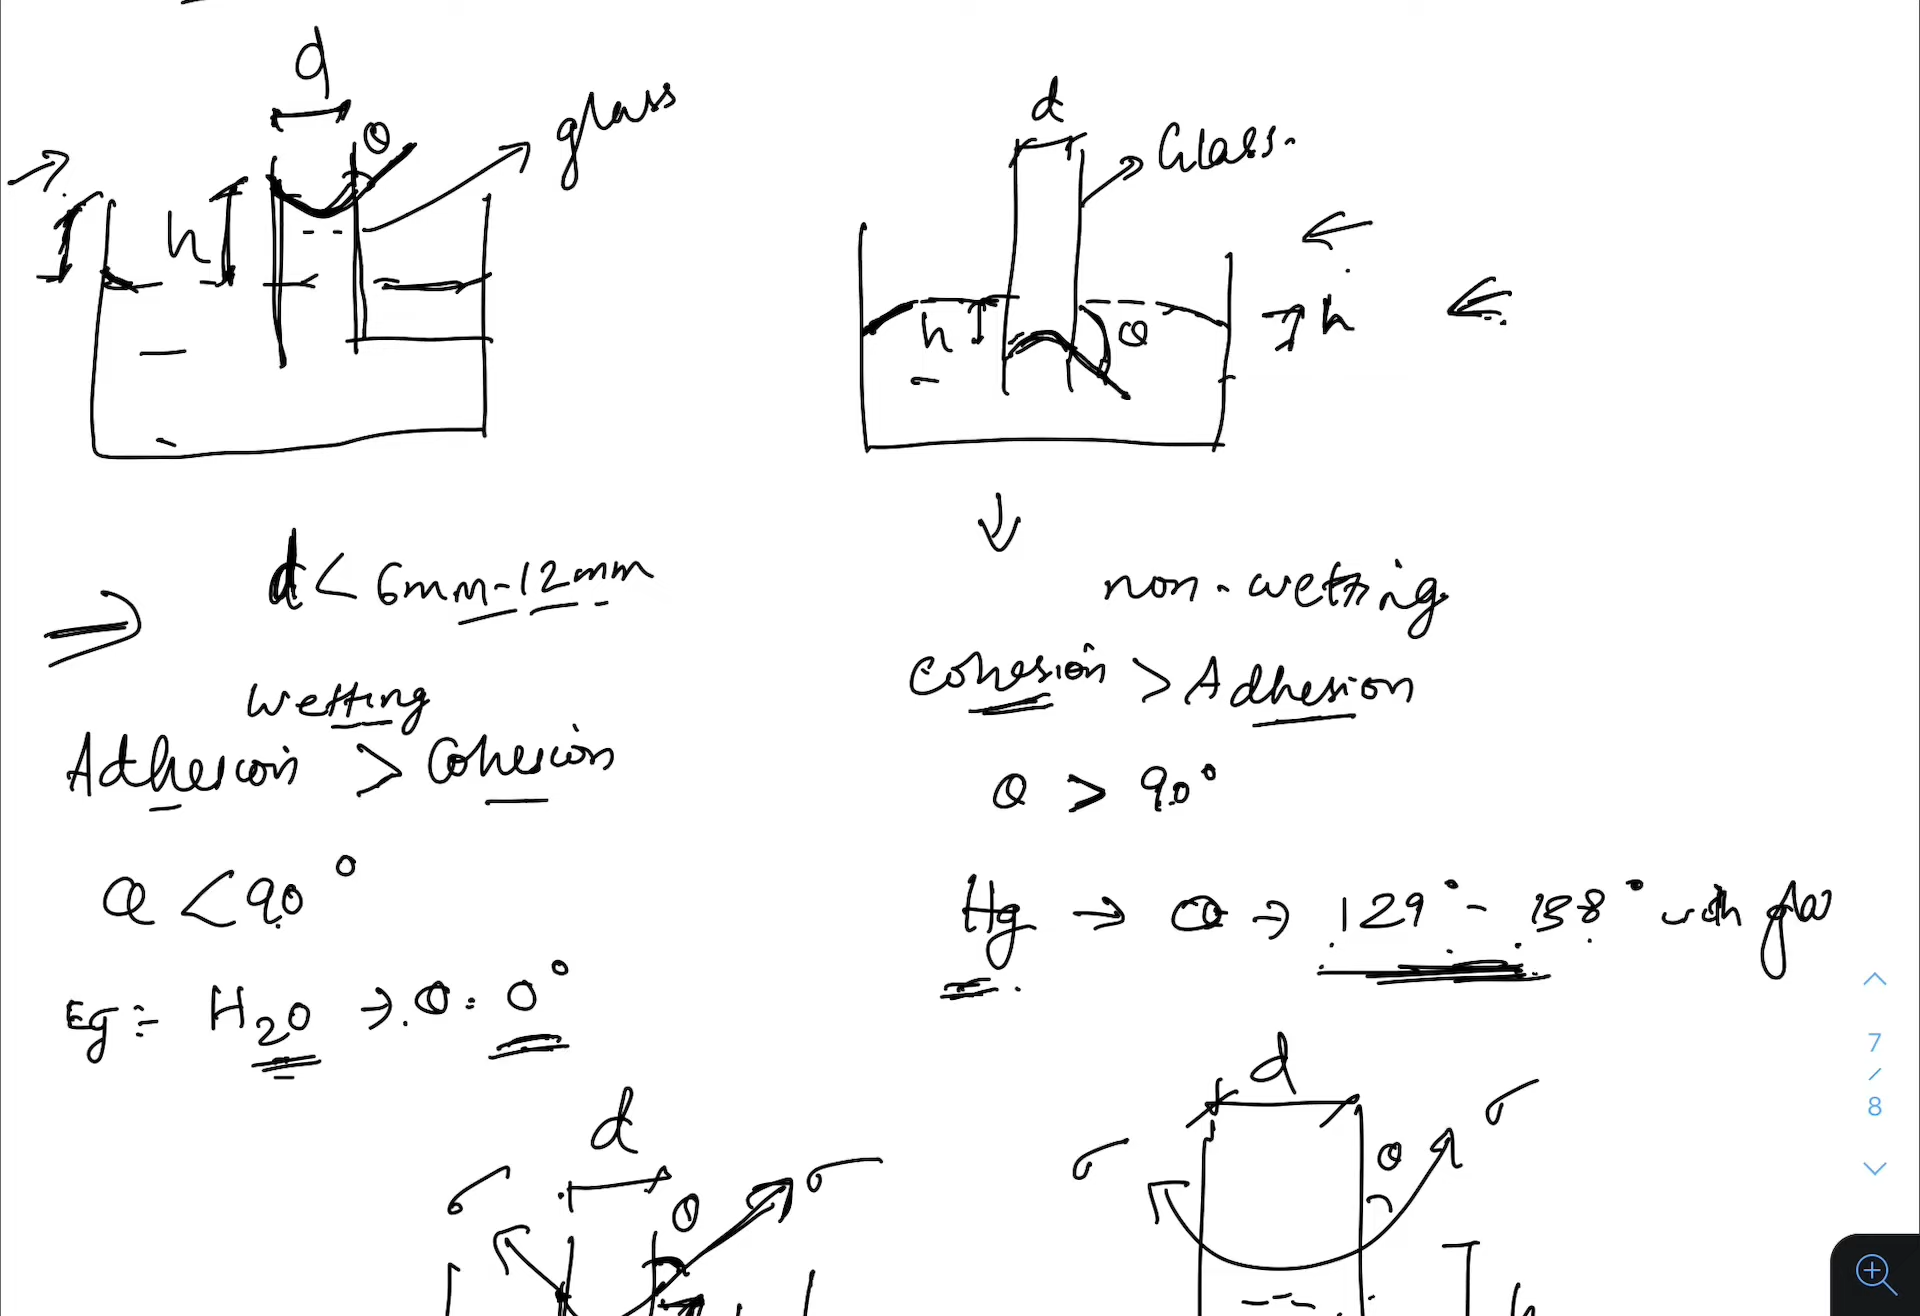 d
θ
glass
h
d < 6mm-12mm
Wetting
Adhesion > Cohesion
θ < 90°
Eg:- H2O → θ = 0°
d
σ
θ
σ
d
Glass.
h
θ
h
non-wetting
Cohesion > Adhesion
θ > 90°
Hg → θ → 129° - 138° with
d
σ
σ
θ
h
7
/
8